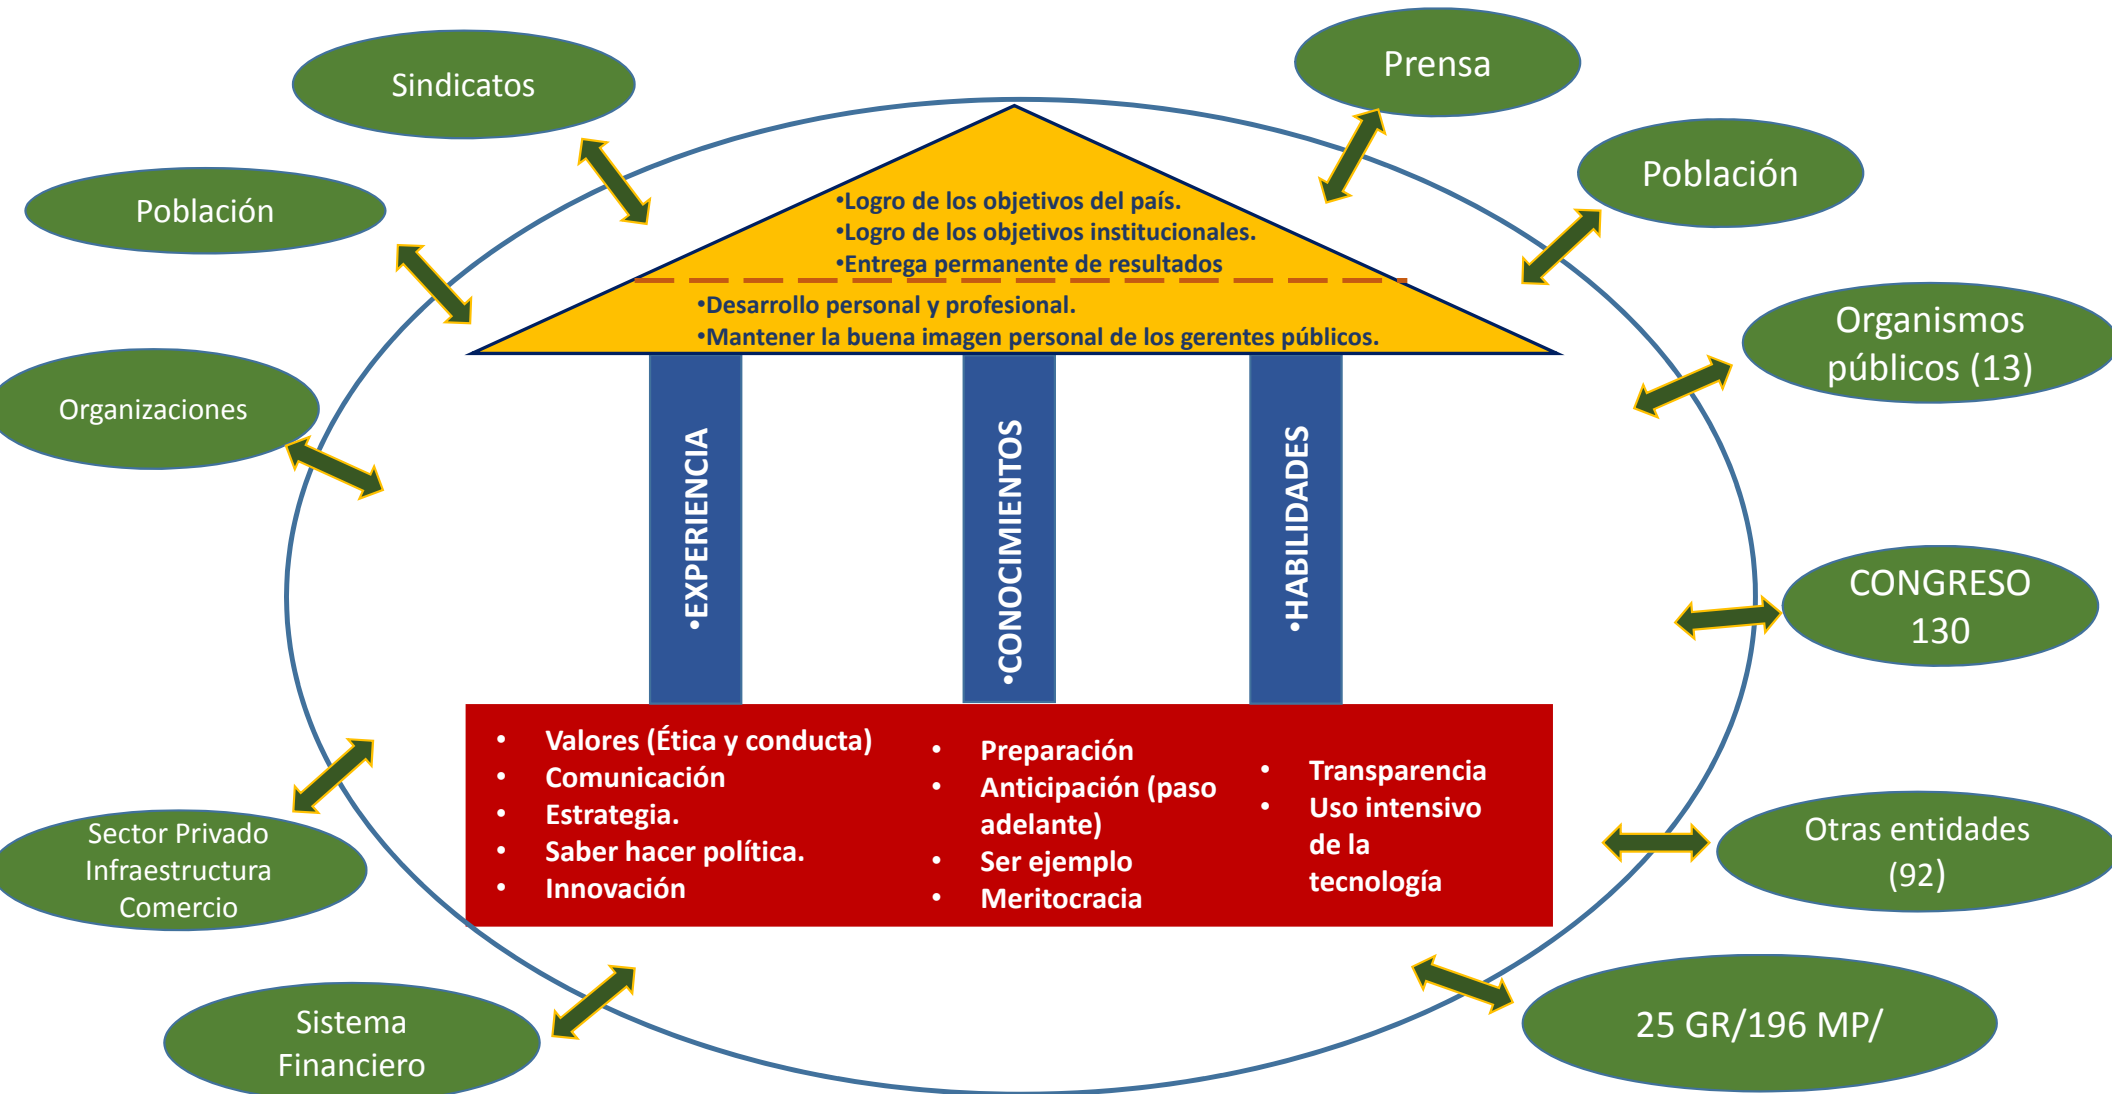 Sindicatos
Prensa
Población
Población
Organizaciones
Organismos
públicos (13)
CONGRESO
130
Otras entidades
(92)
25 GR/196 MP/
Sector Privado
Infraestructura
Comercio
Sistema
Financiero
•Logro de los objetivos del país.
•Logro de los objetivos institucionales.
•Entrega permanente de resultados
•Desarrollo personal y profesional.
•Mantener la buena imagen personal de los gerentes públicos.
•EXPERIENCIA
•CONOCIMIENTOS
•HABILIDADES
• Valores (Ética y conducta)
• Comunicación
• Estrategia.
• Saber hacer política.
• Innovación
• Preparación
• Anticipación (paso
adelante)
• Ser ejemplo
• Meritocracia
• Transparencia
• Uso intensivo
de la
tecnología